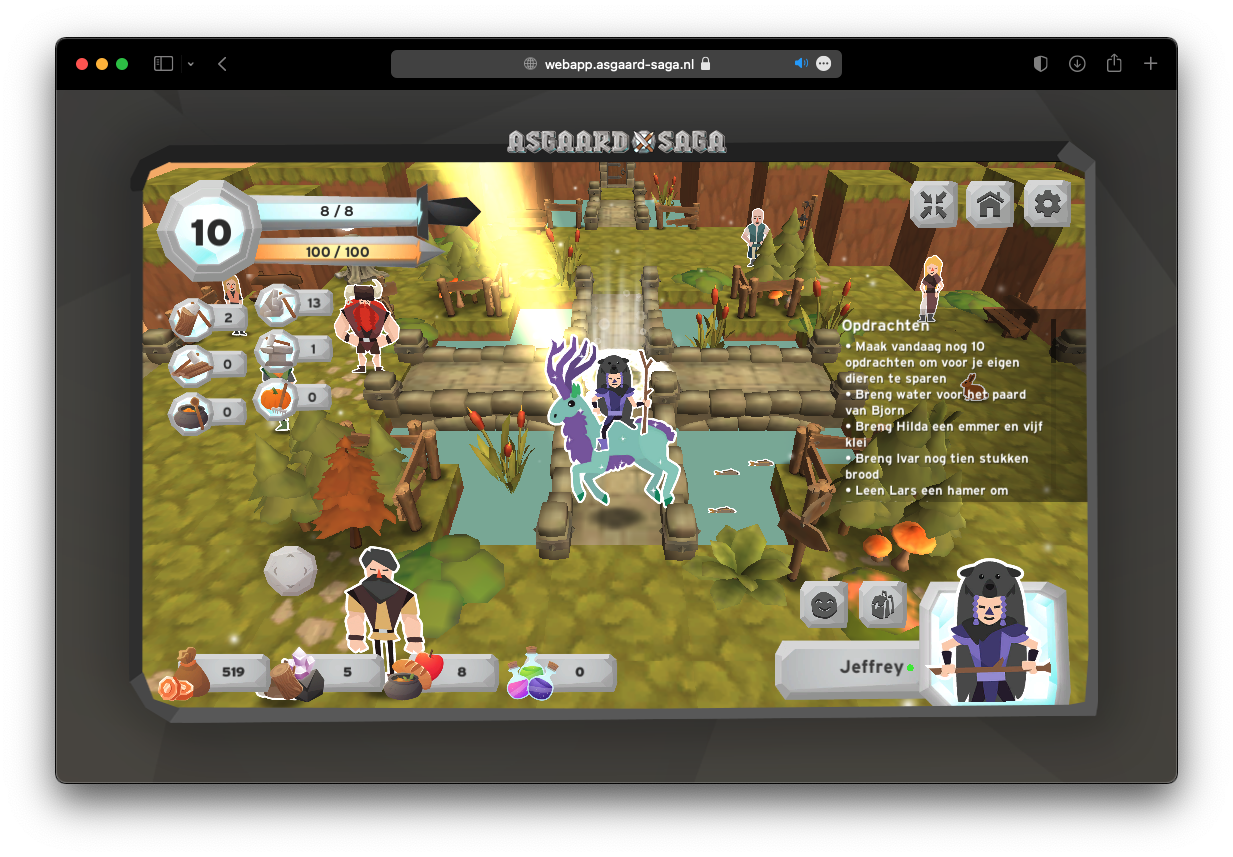 webapp.asgaard-saga.nl
ASGAARD SAGA
10
8 / 8
100 / 100
2
13
0
1
0
0
Opdrachten
• Maak vandaag nog 10
opdrachten om voor je eigen
dieren te sparen
• Breng water voor het paard
van Bjorn
• Breng Hilda een emmer en vijf
klei
• Breng Ivar nog tien stukken
brood
• Leen Lars een hamer om
519
5
8
0
Jeffrey